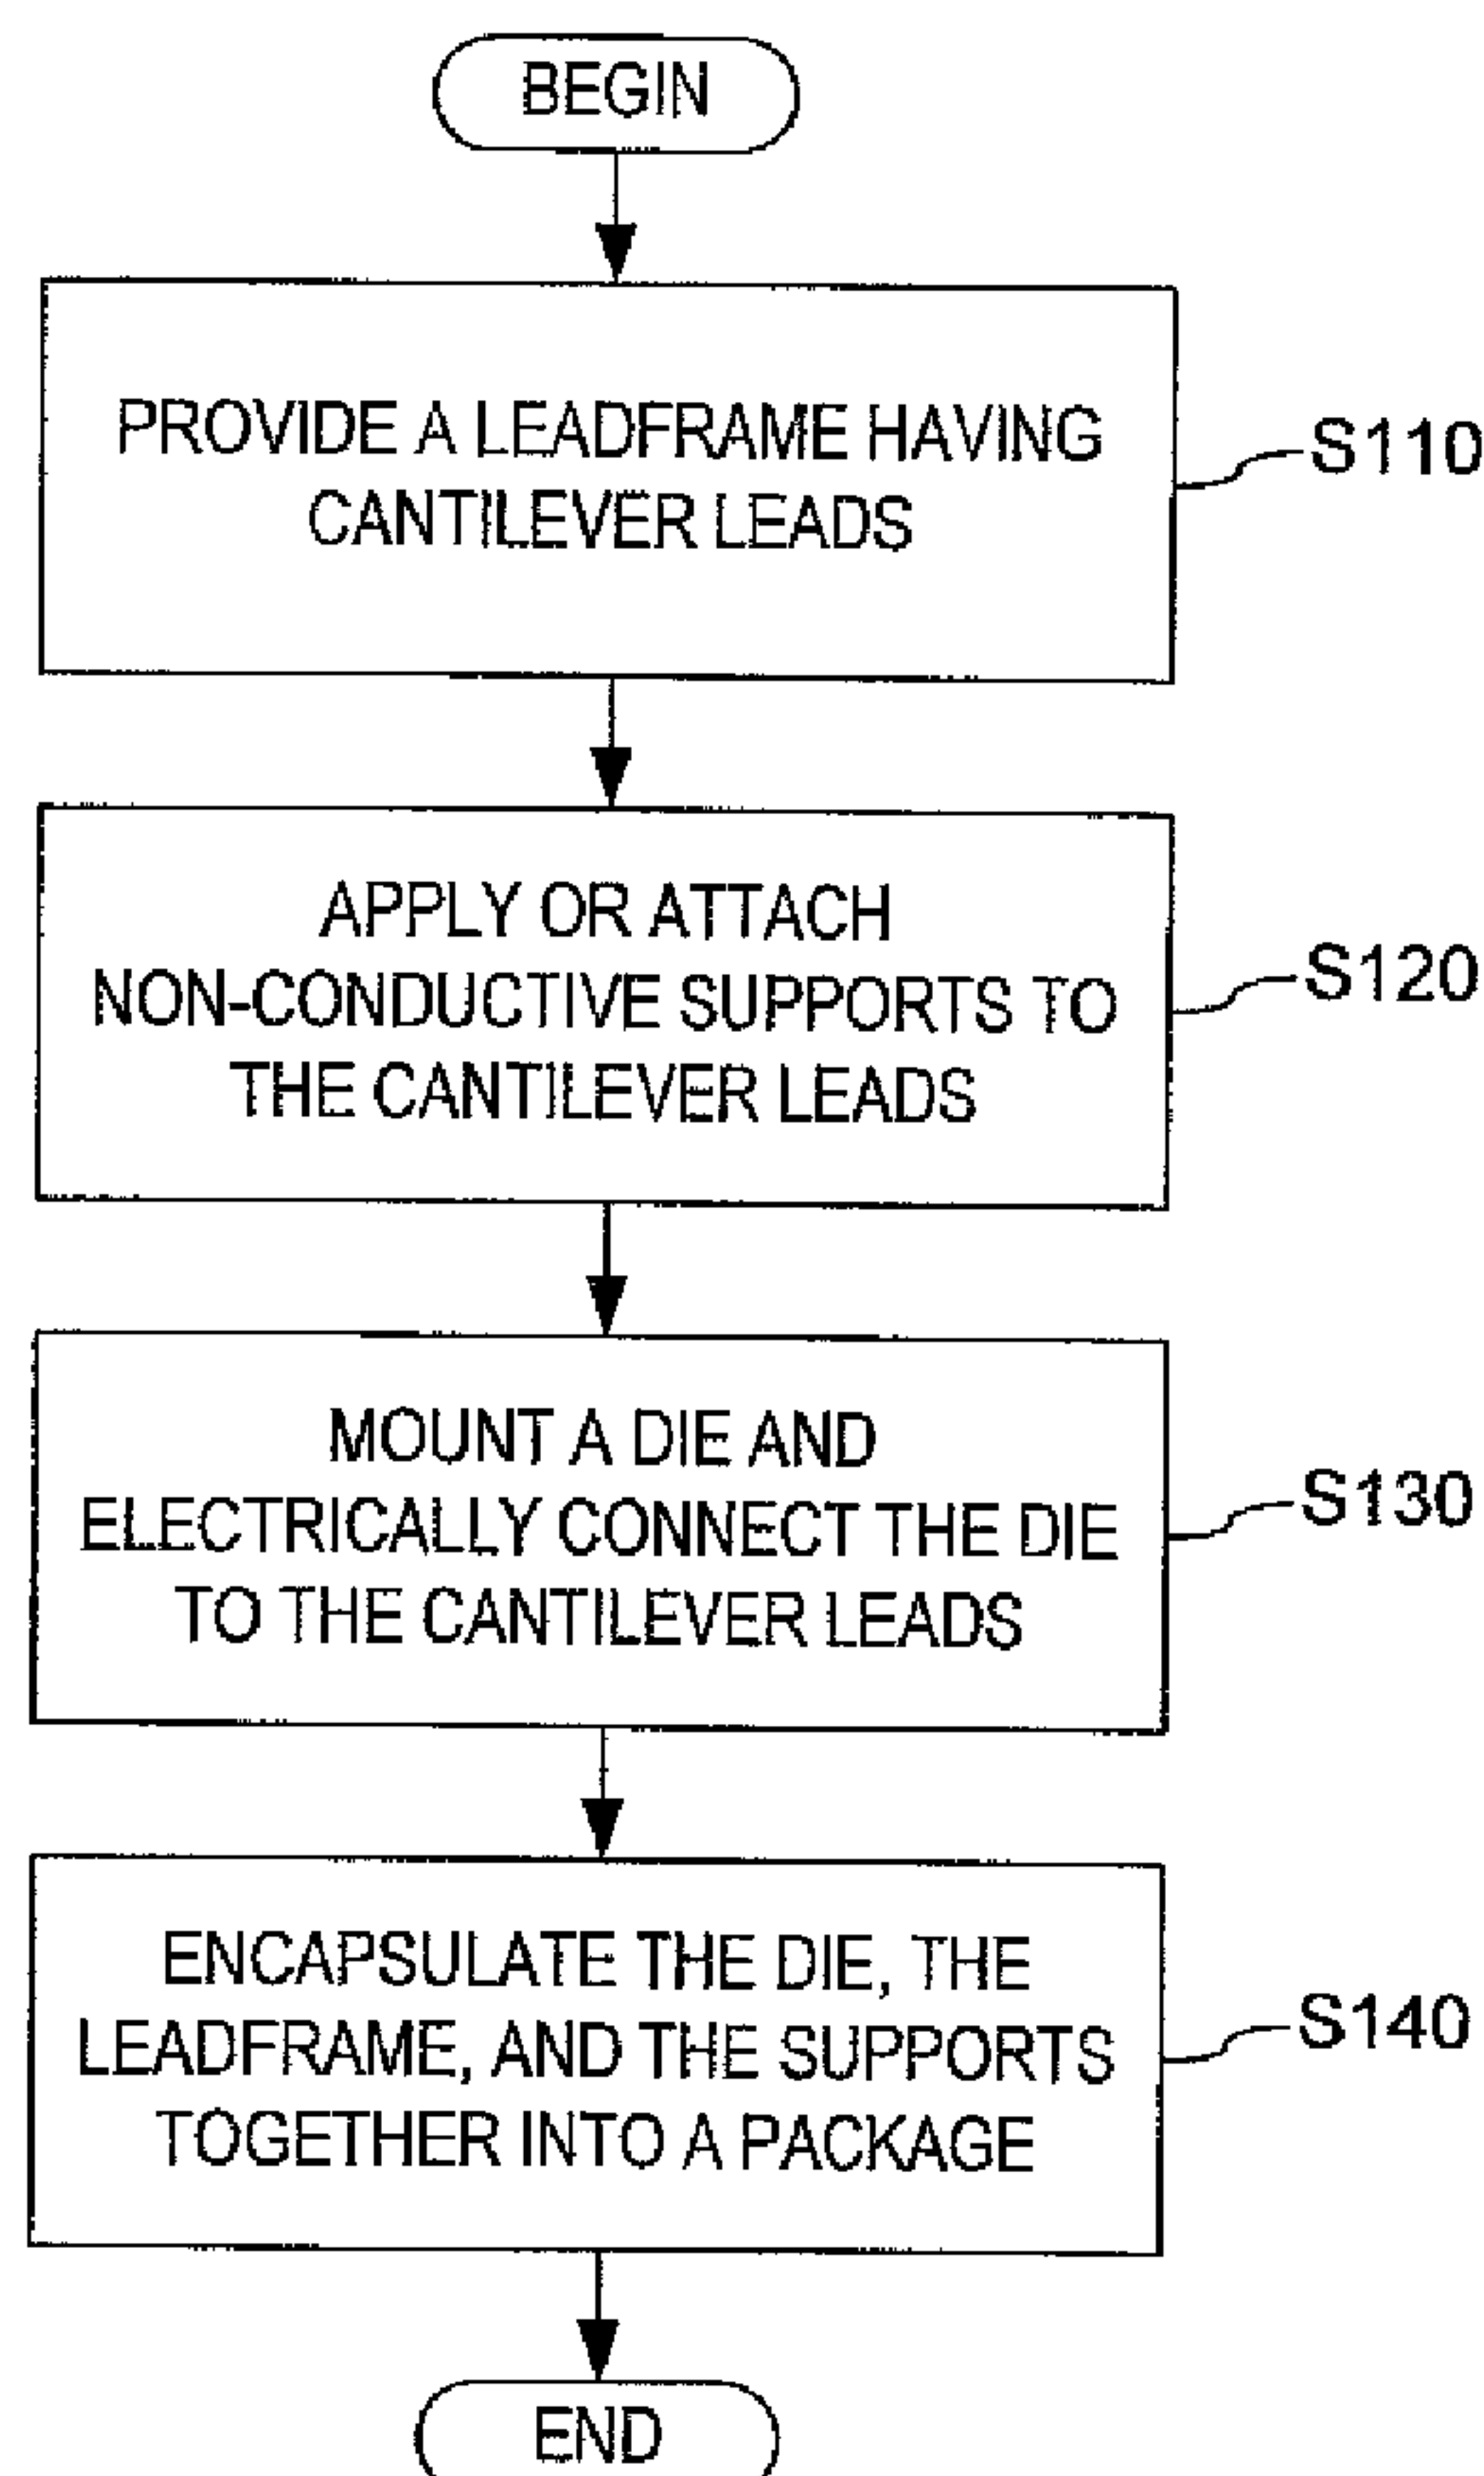 BEGIN
PROVIDE A LEADFRAME HAVING
CANTILEVER LEADS
S110
APPLY OR ATTACH
NON-CONDUCTIVE SUPPORTS TO
THE CANTILEVER LEADS
S120
MOUNT A DIE AND
ELECTRICALLY CONNECT THE DIE
TO THE CANTILEVER LEADS
S130
ENCAPSULATE THE DIE, THE
LEADFRAME, AND THE SUPPORTS
TOGETHER INTO A PACKAGE
S140
END